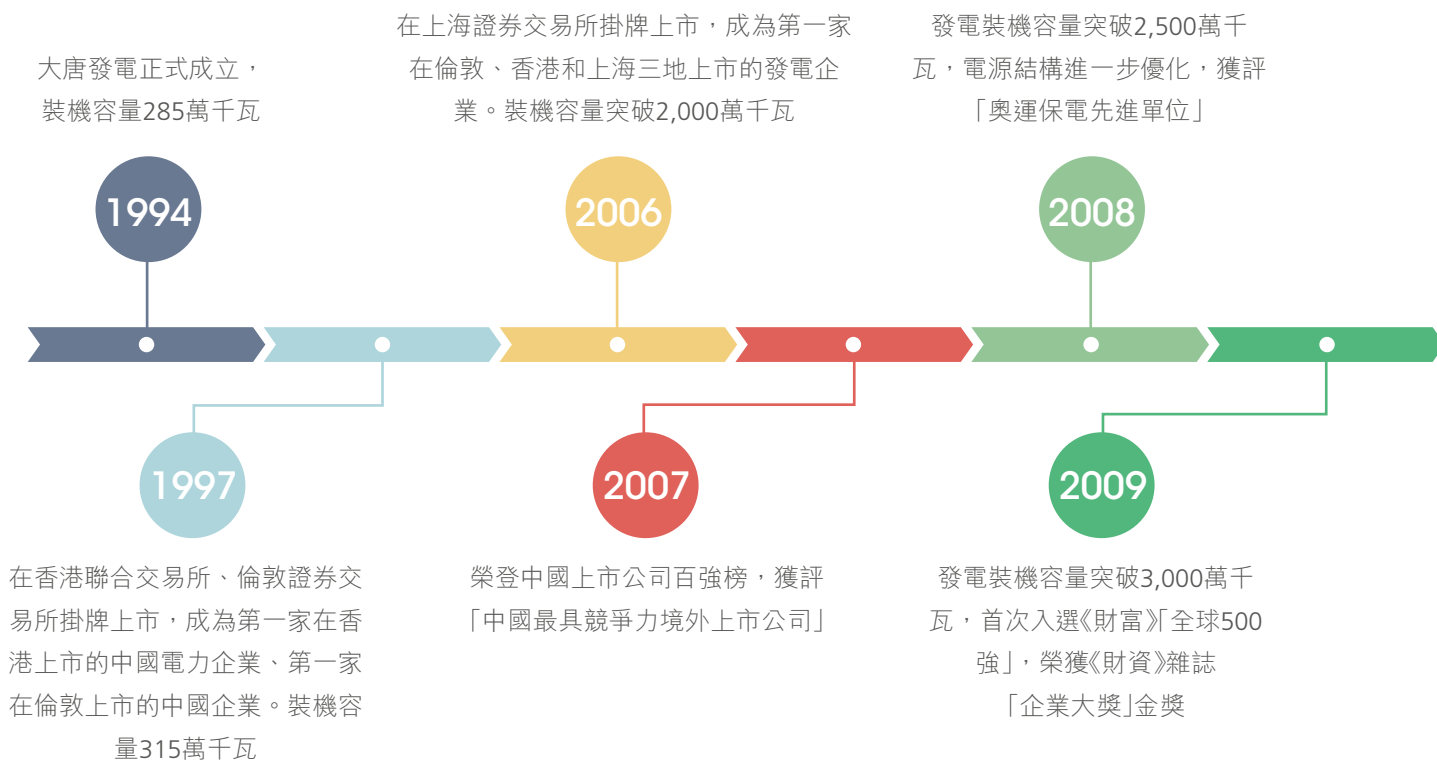 大唐發電正式成立，
裝機容量285萬千瓦
1994
在香港聯合交易所、倫敦證券交
易所掛牌上市，成為第一家在香
港上市的中國電力企業、第一家
在倫敦上市的中國企業。裝機容
量315萬千瓦
1997
在上海證券交易所掛牌上市，成為第一家
在倫敦、香港和上海三地上市的發電企
業。裝機容量突破2,000萬千瓦
2006
2007
榮登中國上市公司百強榜，獲評
「中國最具競爭力境外上市公司」
發電裝機容量突破2,500萬千
瓦，電源結構進一步優化，獲評
「奧運保電先進單位」
2008
2009
發電裝機容量突破3,000萬千
瓦，首次入選《財富》「全球500
強」，榮獲《財資》雜誌
「企業大獎」金獎